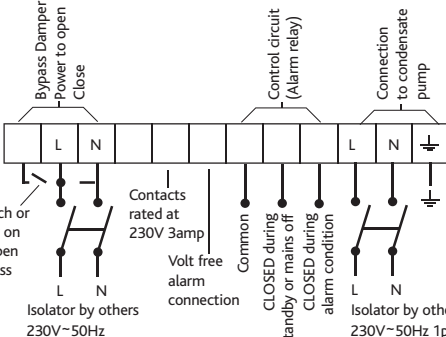 Bypass Damper
Power to open
Close
Control circuit
(Alarm relay)
Connection
to condensate
pump
L
N
L
N
or
on
Contacts
rated at
230V 3amp
Volt free
alarm
connection
Common
CLOSED during
standby or mains off
CLOSED during
alarm condition
L
N
L
N
Isolator by others
230V~50Hz
Isolator by
230V~50Hz